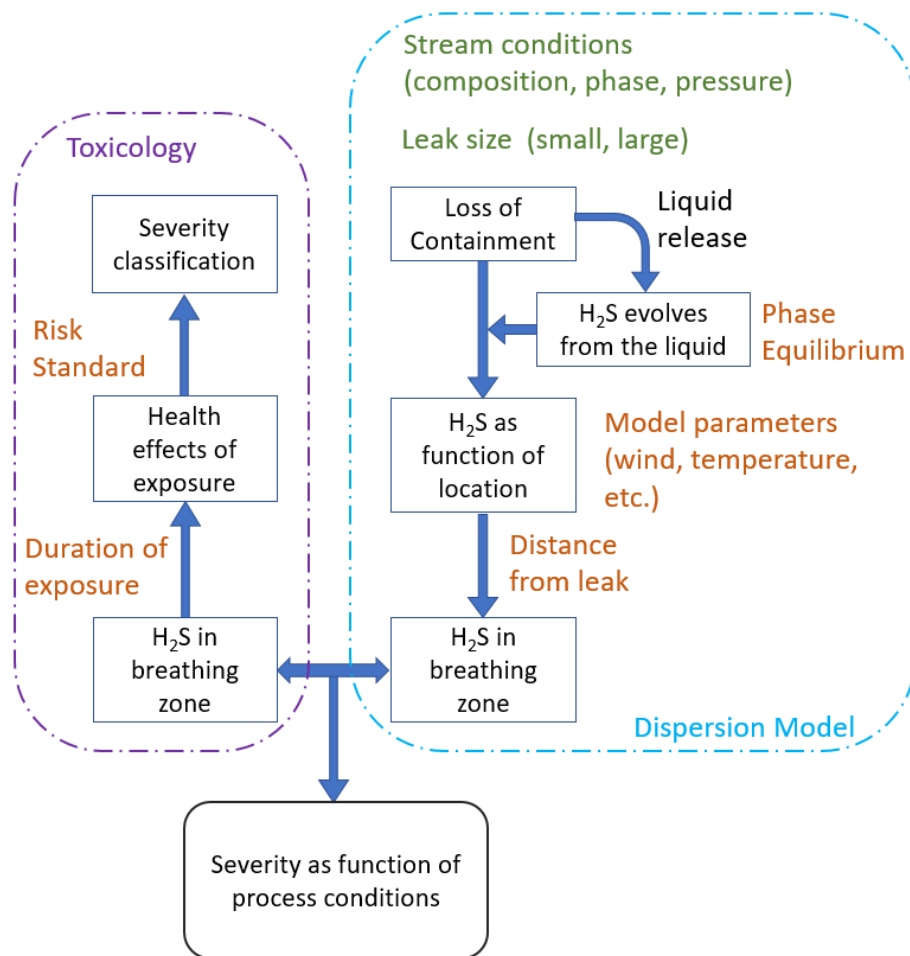 Stream conditions
(composition, phase, pressure)
Leak size (small, large)
Toxicology
Loss of
Containment
Liquid
release
Severity
classification
H₂S evolves
from the liquid
Phase
Equilibrium
Risk
Standard
Health
effects of
exposure
H₂S as
function of
location
Model parameters
(wind, temperature,
etc.)
Duration of
exposure
Distance
from leak
H₂S in
breathing
zone
H₂S in
breathing
zone
Dispersion Model
Severity as function of
process conditions